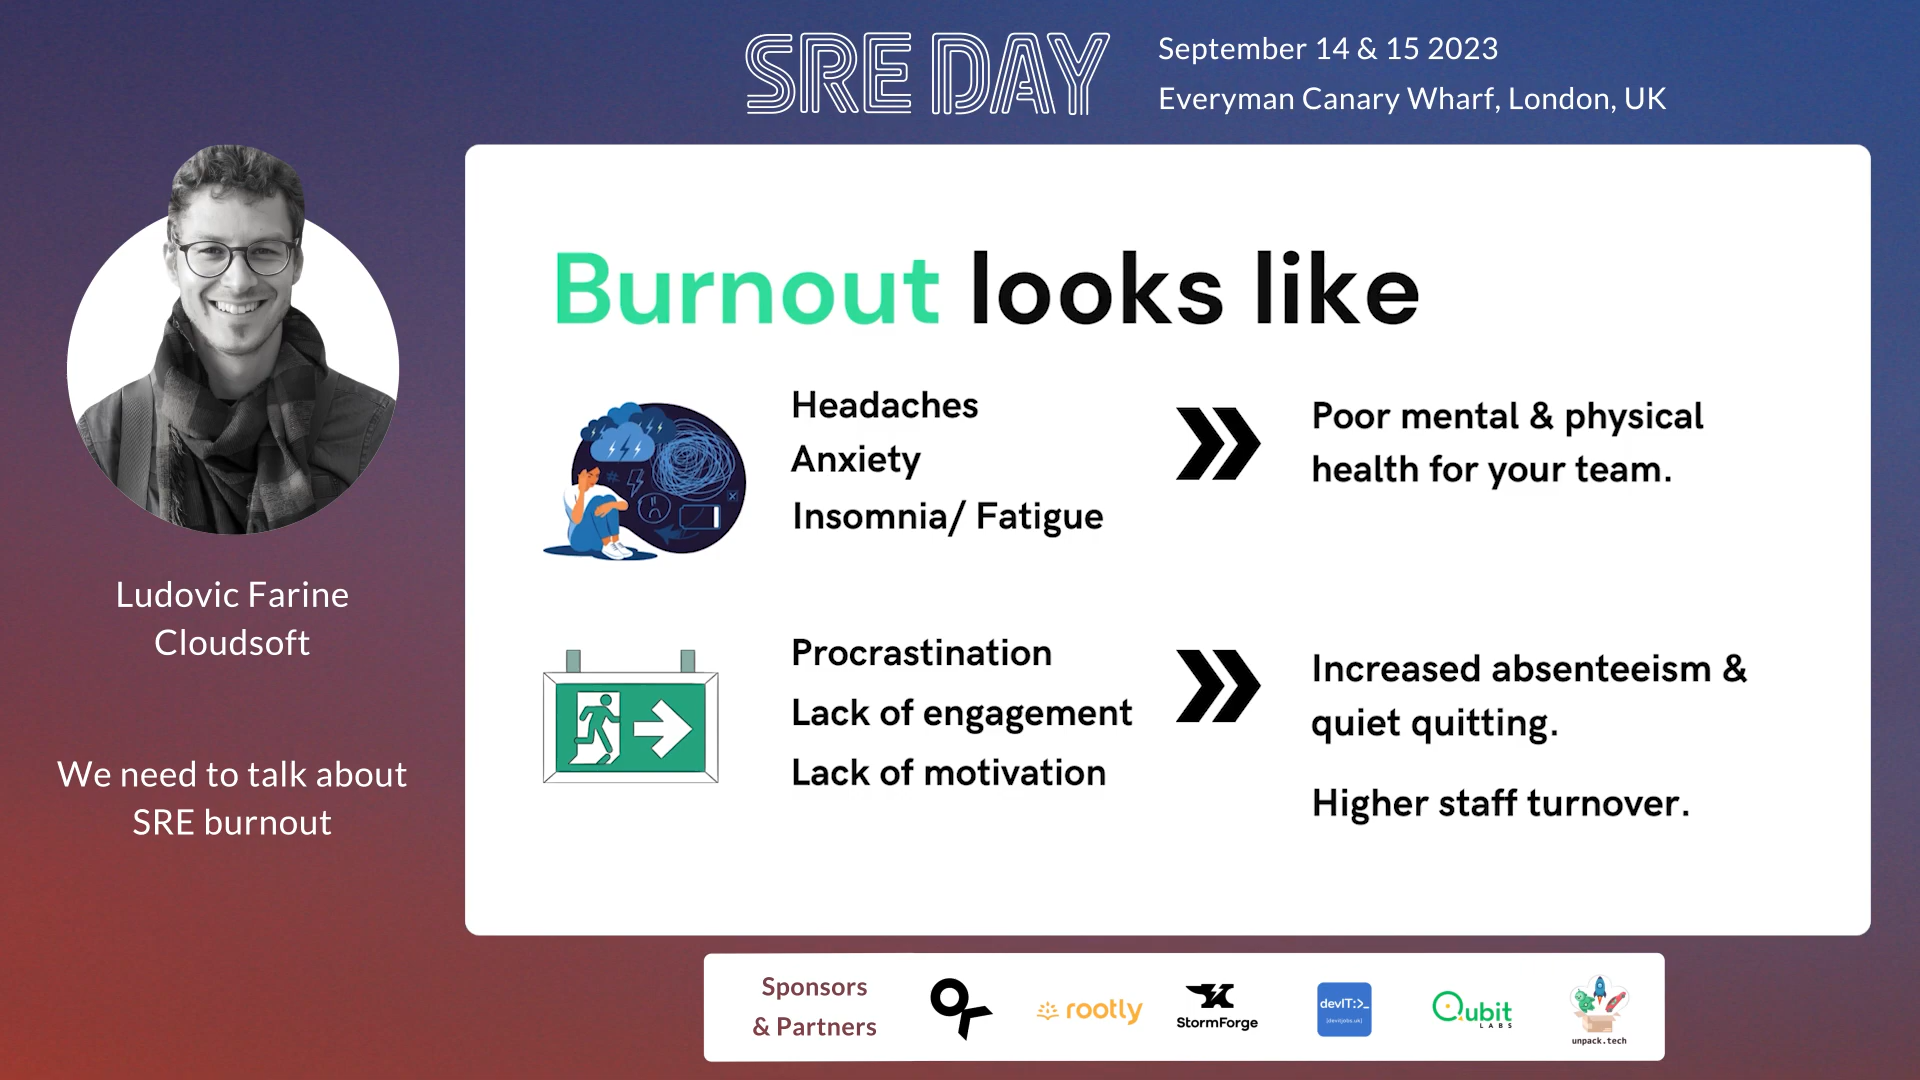 SRE DAY
September 14 & 15 2023
Everyman Canary Wharf, London, UK
Ludovic Farine
Cloudsoft
We need to talk about
SRE burnout
Burnout looks like
Headaches
Anxiety
Insomnia/ Fatigue
Poor mental & physical
health for your team.
Procrastination
Lack of engagement
Lack of motivation
Increased absenteeism &
quiet quitting.
Higher staff turnover.
Sponsors
& Partners
rootly
StormForge
devIT:>_
[devitjobs.uk]
Qubit
LABS
unpack.tech